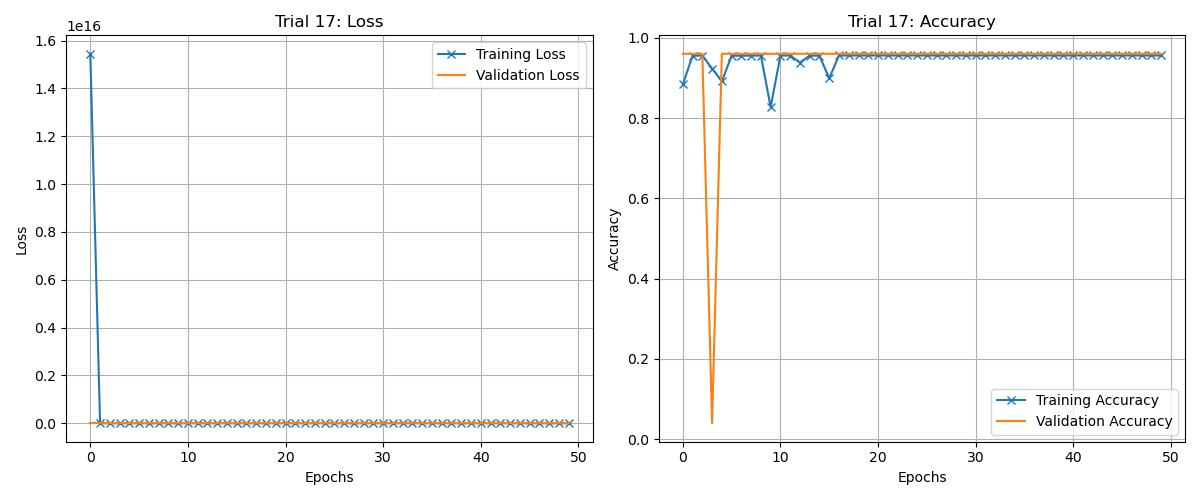 Trial 17: Loss
1e16
1.6
1.4
1.2
1.0
0.8
0.6
0.4
0.2
0.0
Loss
0 10 20 30 40 50
Epochs
Training Loss
Validation Loss
Trial 17: Accuracy
1.0
0.8
0.6
0.4
0.2
0.0
Accuracy
0 10 20 30 40 50
Epochs
Training Accuracy
Validation Accuracy